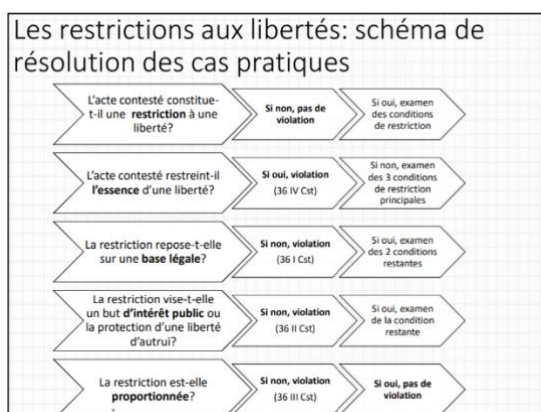 Les restrictions aux libertés: schéma de
résolution des cas pratiques
L'acte contesté constitue-
t-il une restriction à une
liberté?
Si non, pas de
violation
Si oui, examen
des conditions
de restriction
L'acte contesté restreint-il
l'essence d'une liberté?
Si oui, violation
(36 IV Cst)
Si non, examen
des 3 conditions
de restriction
principales
La restriction repose-t-elle
sur une base légale?
Si non, violation
(36 I Cst)
Si oui, examen
des 2 conditions
restantes
La restriction vise-t-elle
un but d'intérêt public ou
la protection d'une liberté
d'autrui?
Si non, violation
(36 II Cst)
Si oui, examen
de la condition
restante
La restriction est-elle
proportionnée?
Si non, violation
(36 III Cst)
Si oui, pas de
violation